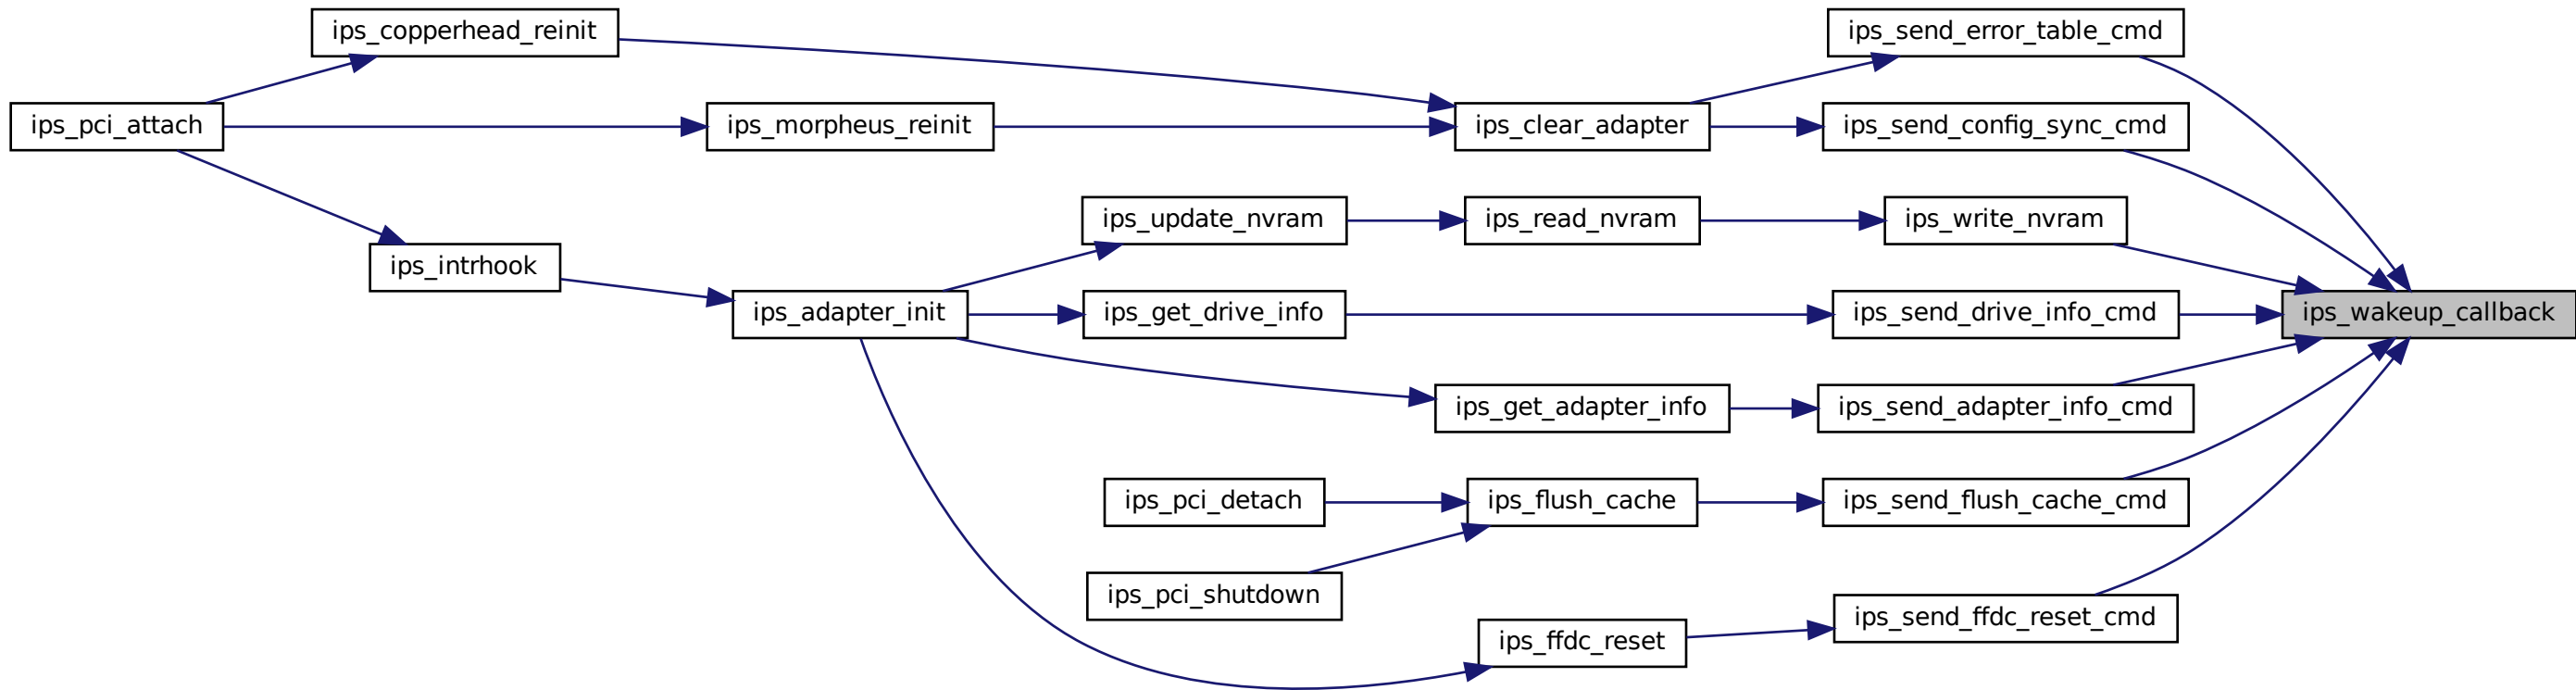 ips_copperhead_reinit
ips_send_error_table_cmd
ips_pci_attach
ips_morpheus_reinit
ips_clear_adapter
ips_send_config_sync_cmd
ips_update_nvram
ips_read_nvram
ips_write_nvram
ips_intrhook
ips_adapter_init
ips_get_drive_info
ips_send_drive_info_cmd
ips_wakeup_callback
ips_get_adapter_info
ips_send_adapter_info_cmd
ips_pci_detach
ips_flush_cache
ips_send_flush_cache_cmd
ips_pci_shutdown
ips_send_ffdc_reset_cmd
ips_ffdc_reset